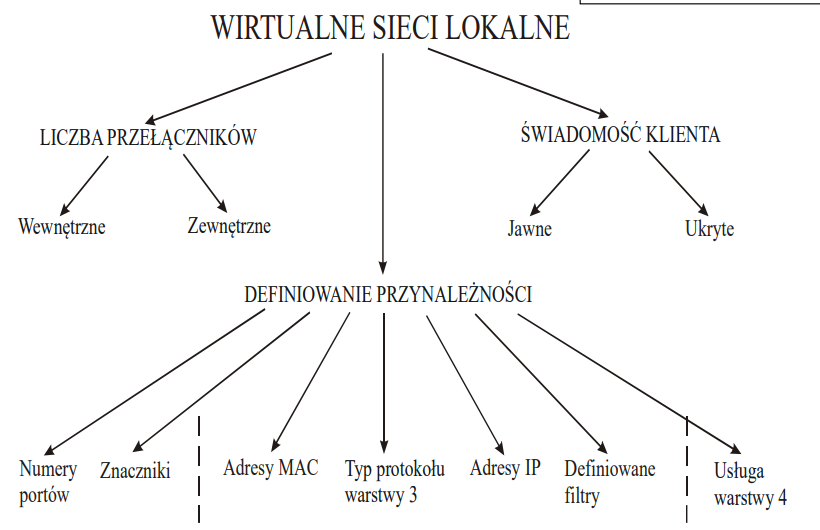 WIRTUALNE SIECI LOKALNE
LICZBA PRZEŁĄCZNIKÓW
ŚWIADOMOŚĆ KLIENTA
Wewnętrzne
Zewnętrzne
Jawne
Ukryte
DEFINIOWANIE PRZYNALEŻNOŚCI
Numery
portów
Znaczniki
Adresy MAC
Typ protokołu
warstwy 3
Adresy IP
Definiowane
filtry
Usługa
warstwy 4